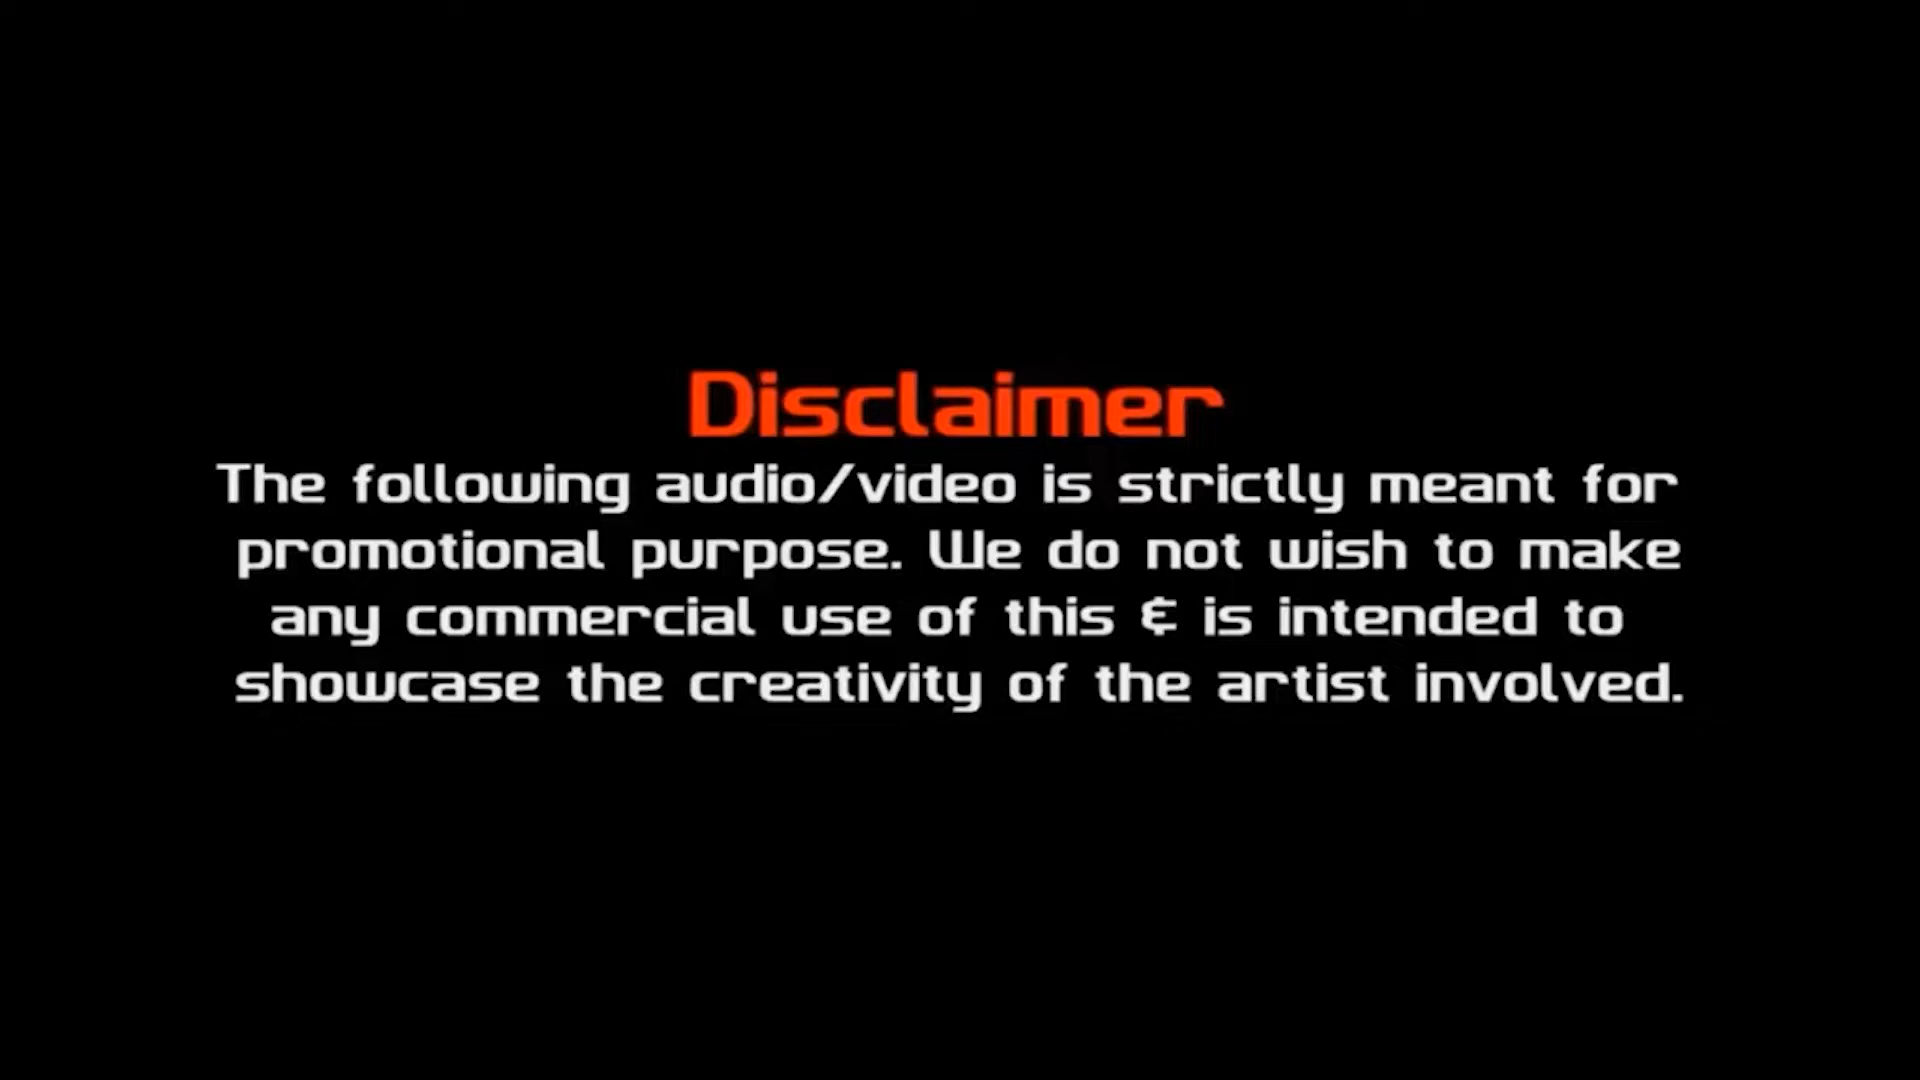 Disclaimer
The following audio/video is strictly meant for
promotional purpose. We do not wish to make
any commercial use of this & is intended to
showcase the creativity of the artist involved.